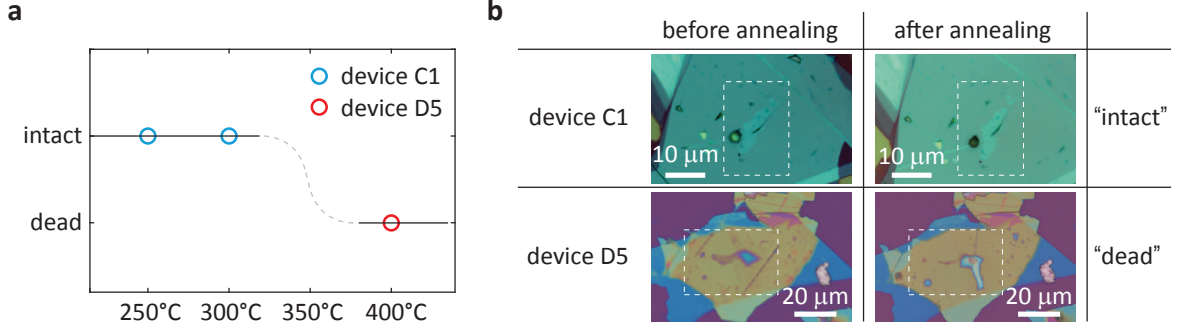 a
device C1
device D5
intact
dead
250°C 300°C 350°C 400°C
b
before annealing after annealing
device C1 "intact"
10 μm 10 μm
device D5 "dead"
20 μm 20 μm